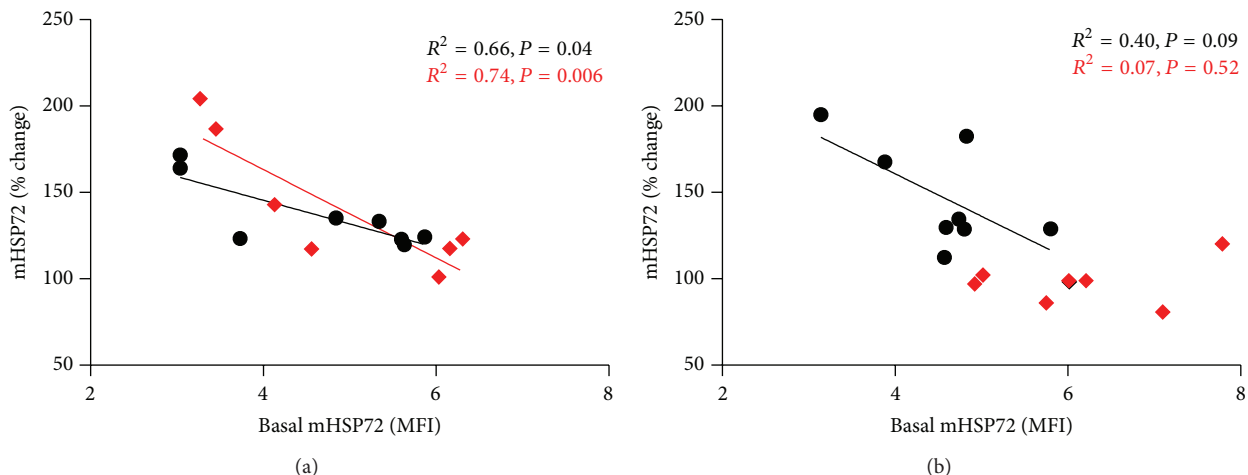 250
200
150
100
50
mHSP72 (% change)
R² = 0.66, P = 0.04
R² = 0.74, P = 0.006
2
4
6
8
Basal mHSP72 (MFI)
(a)
250
200
150
100
50
mHSP72 (% change)
R² = 0.40, P = 0.09
R² = 0.07, P = 0.52
2
4
6
8
Basal mHSP72 (MFI)
(b)